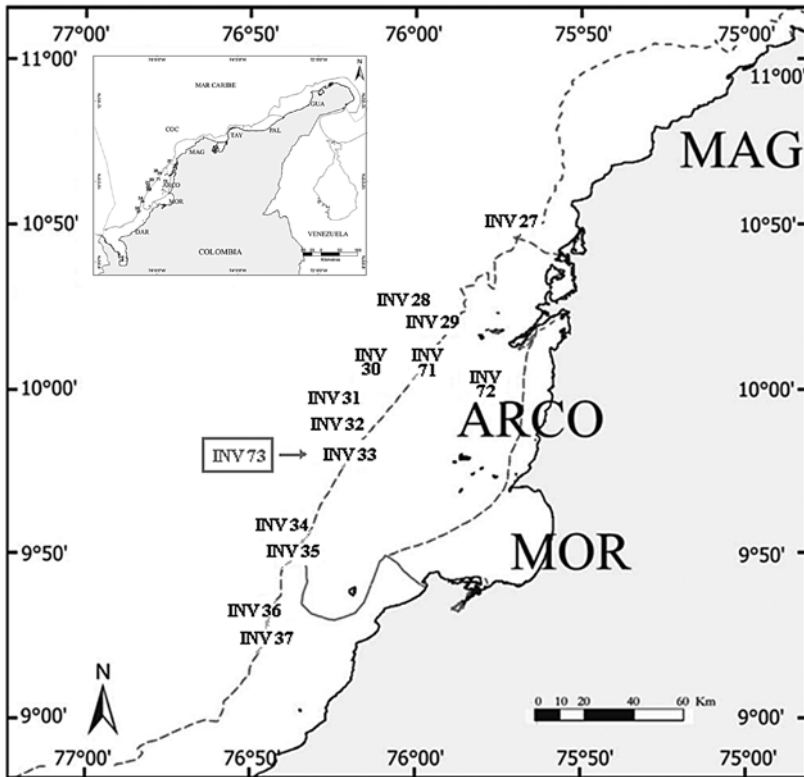 77°00'
76°50'
76°00'
75°50'
75°00'
11°00'
11°00'
N
MAR CARIBE
GUA
COC
TAY
PAL
MAG
ARCO
MOR
DAR
VENEZUELA
COLOMBIA
MAG
10°50'
INV 27
10°50'
INV 28
INV 29
INV
30
INV
71
INV
72
10°00'
10°00'
INV 31
ARCO
INV 32
INV 73
INV 33
INV 34
9°50'
INV 35
MOR
9°50'
INV 36
INV 37
N
0 10 20 40 60 Km
9°00'
9°00'
77°00'
76°50'
76°00'
75°50'
75°00'